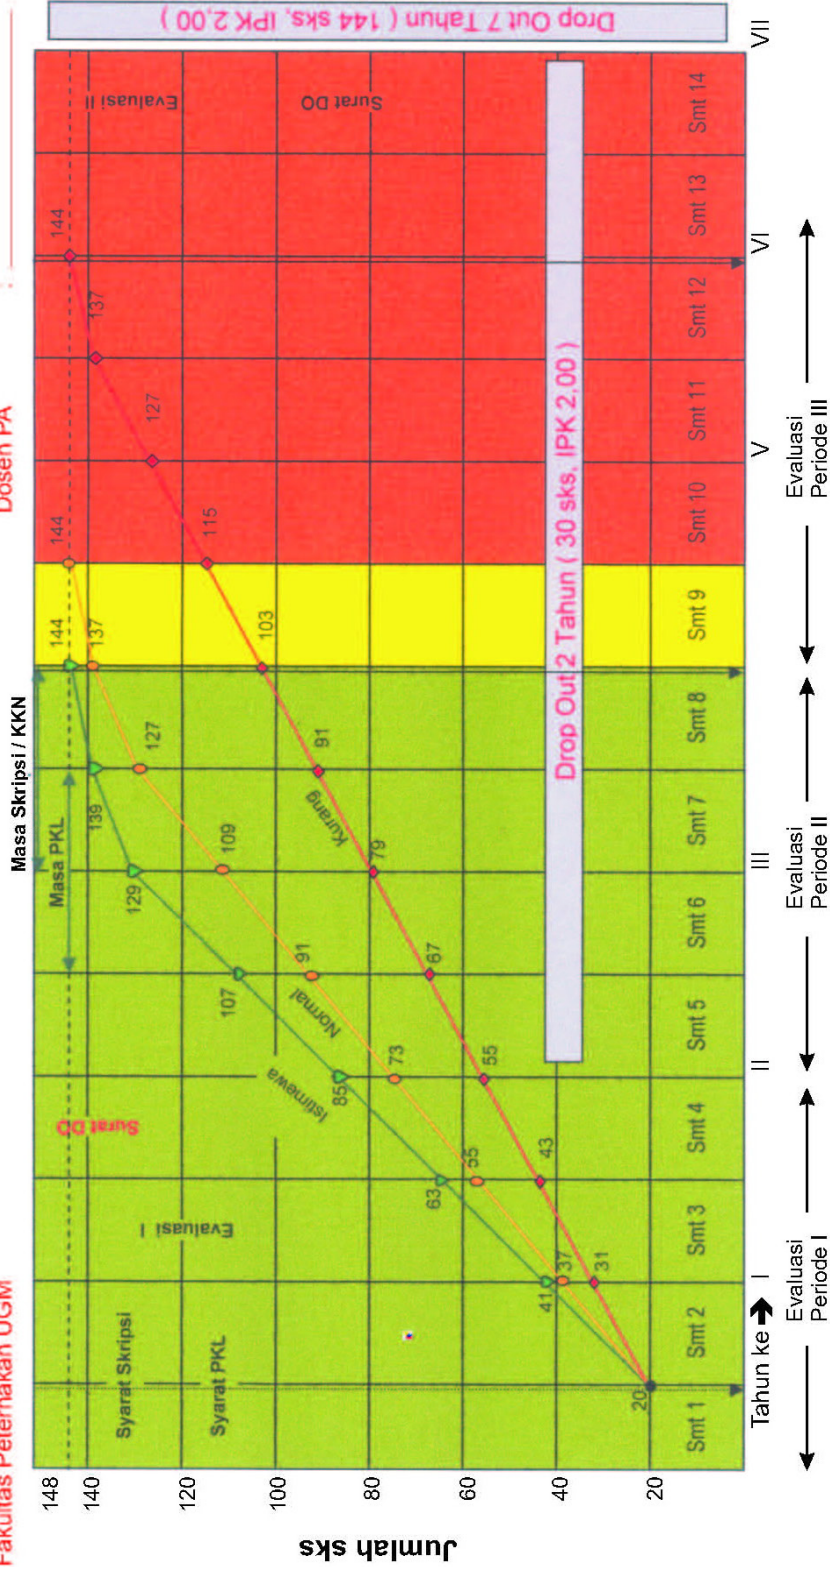 Fakultas Peternakan UGM
Dosen PA :
Masa Skripsi / KKN
Masa PKL
Jumlah sks
148
140
120
100
80
60
40
20
Syarat Skripsi
Syarat PKL
Evaluasi I
Surat DO
Evaluasi II
Surat DO
Istimewa
Normal
Kurang
20
41
63
85
107
129
139
144
37
55
73
91
109
127
137
144
31
43
55
67
79
91
103
115
127
137
144
Drop Out 2 Tahun ( 30 sks, IPK 2,00 )
Drop Out 7 Tahun ( 144 sks, IPK 2,00 )
Smt 1
Smt 2
Smt 3
Smt 4
Smt 5
Smt 6
Smt 7
Smt 8
Smt 9
Smt 10
Smt 11
Smt 12
Smt 13
Smt 14
Tahun ke ➔ I II III V VI VII
Evaluasi
Periode I
Evaluasi
Periode II
Evaluasi
Periode III